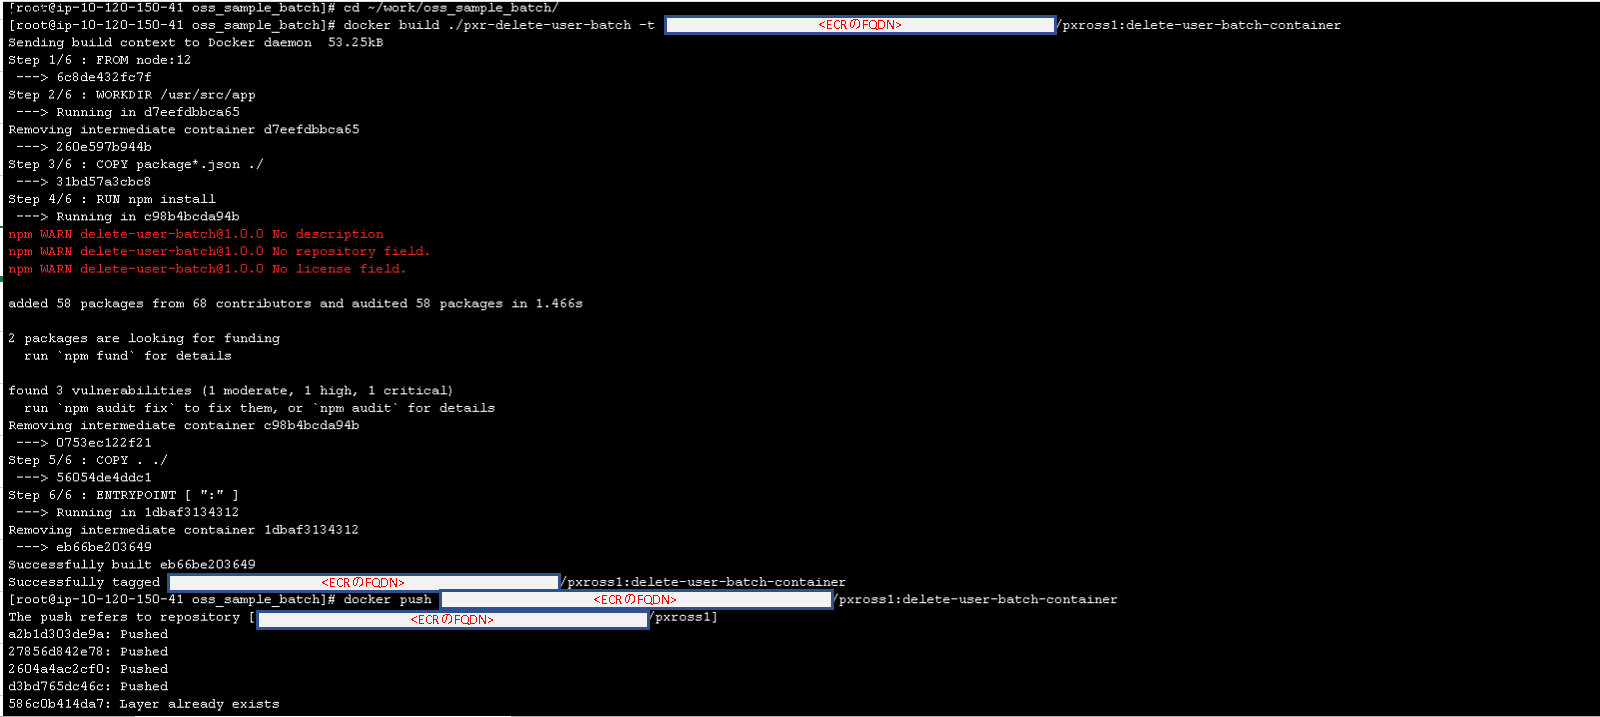 [root@ip-10-120-150-41 oss_sample_batch]# cd ~/work/oss_sample_batch/
[root@ip-10-120-150-41 oss_sample_batch]# docker build ./pxr-delete-user-batch -t <ECRのFQDN>/pxross1:delete-user-batch-container
Sending build context to Docker daemon  53.25kB
Step 1/6 : FROM node:12
 ---> 6c8de432fc7f
Step 2/6 : WORKDIR /usr/src/app
 ---> Running in d7eefdbbca65
Removing intermediate container d7eefdbbca65
 ---> 260e597b944b
Step 3/6 : COPY package*.json ./
 ---> 31bd57a3cbc8
Step 4/6 : RUN npm install
 ---> Running in c98b4bcda94b
npm WARN delete-user-batch@1.0.0 No description
npm WARN delete-user-batch@1.0.0 No repository field.
npm WARN delete-user-batch@1.0.0 No license field.
added 58 packages from 68 contributors and audited 58 packages in 1.466s
2 packages are looking for funding
  run `npm fund` for details
found 3 vulnerabilities (1 moderate, 1 high, 1 critical)
  run `npm audit fix` to fix them, or `npm audit` for details
Removing intermediate container c98b4bcda94b
 ---> 0753ec122f21
Step 5/6 : COPY . ./
 ---> 56054de4ddc1
Step 6/6 : ENTRYPOINT [ ":" ]
 ---> Running in 1dbaf3134312
Removing intermediate container 1dbaf3134312
 ---> eb66be203649
Successfully built eb66be203649
Successfully tagged <ECRのFQDN>/pxross1:delete-user-batch-container
[root@ip-10-120-150-41 oss_sample_batch]# docker push <ECRのFQDN>/pxross1:delete-user-batch-container
The push refers to repository [<ECRのFQDN>/pxross1]
a2b1d303de9a: Pushed
27856d842e78: Pushed
2604a4ac2cf0: Pushed
d3bd765dc46c: Pushed
586c0b414da7: Layer already exists